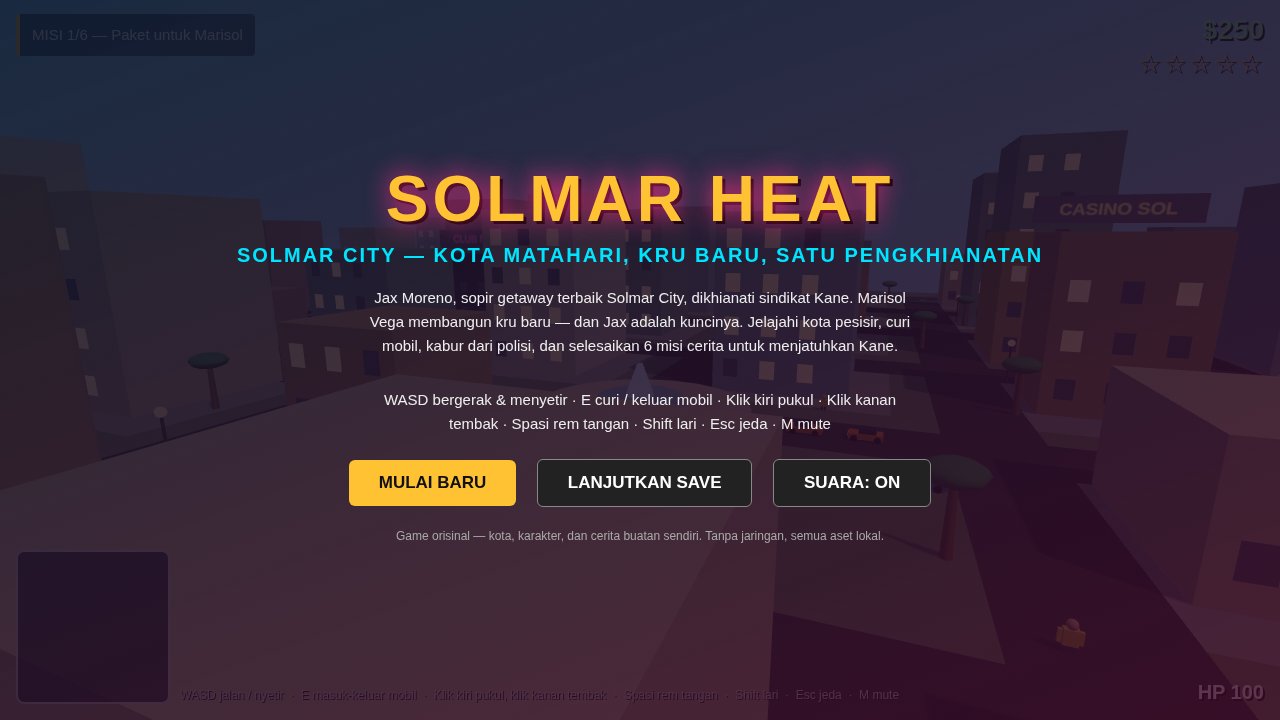 MISI 1/6 — Paket untuk Marisol
$250
☆☆☆☆☆
CASINO SOL
SOLMAR HEAT
SOLMAR CITY — KOTA MATAHARI, KRU BARU, SATU PENGKHIANATAN
Jax Moreno, sopir getaway terbaik Solmar City, dikhianati sindikat Kane. Marisol
Vega membangun kru baru — dan Jax adalah kuncinya. Jelajahi kota pesisir, curi
mobil, kabur dari polisi, dan selesaikan 6 misi cerita untuk menjatuhkan Kane.
WASD bergerak & menyetir · E curi / keluar mobil · Klik kiri pukul · Klik kanan
tembak · Spasi rem tangan · Shift lari · Esc jeda · M mute
MULAI BARU
LANJUTKAN SAVE
SUARA: ON
Game orisinal — kota, karakter, dan cerita buatan sendiri. Tanpa jaringan, semua aset lokal.
WASD jalan / nyetir · E masuk-keluar mobil · Klik kiri pukul, klik kanan tembak · Spasi rem tangan · Shift lari · Esc jeda · M mute
HP 100